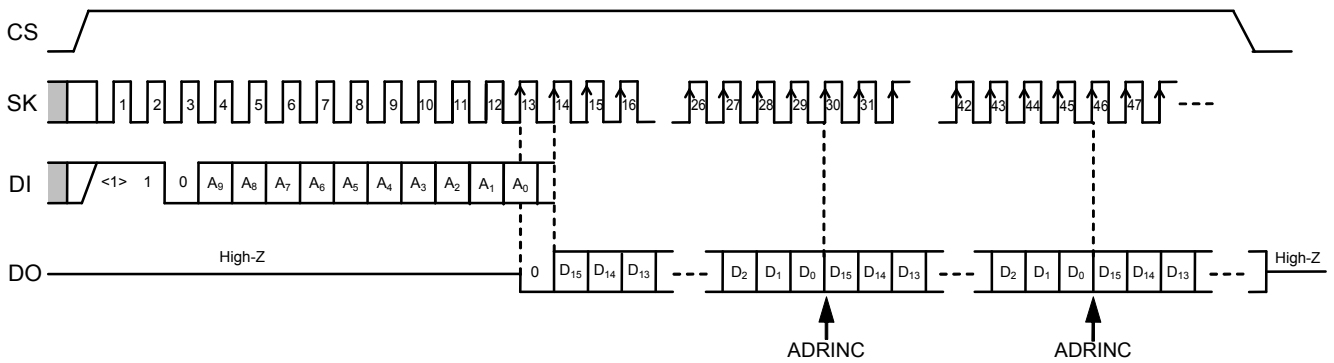 CS
SK 1 2 3 4 5 6 7 8 9 10 11 12 13 14 15 16 26 27 28 29 30 31 42 43 44 45 46 47
DI <1> 1 0 A₉ A₈ A₇ A₆ A₅ A₄ A₃ A₂ A₁ A₀
DO High-Z 0 D₁₅ D₁₄ D₁₃ D₂ D₁ D₀ D₁₅ D₁₄ D₁₃ D₂ D₁ D₀ D₁₅ D₁₄ D₁₃ High-Z
ADRINC ADRINC